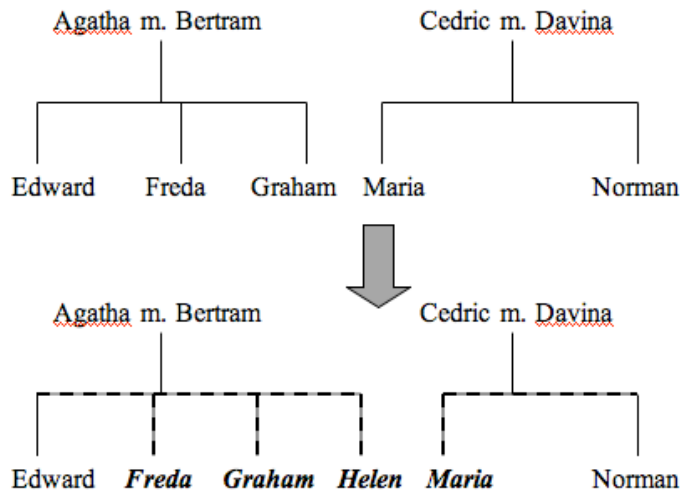 Agatha m. Bertram Cedric m. Davina
Edward Freda Graham Maria Norman
Agatha m. Bertram Cedric m. Davina
Edward Freda Graham Helen Maria Norman